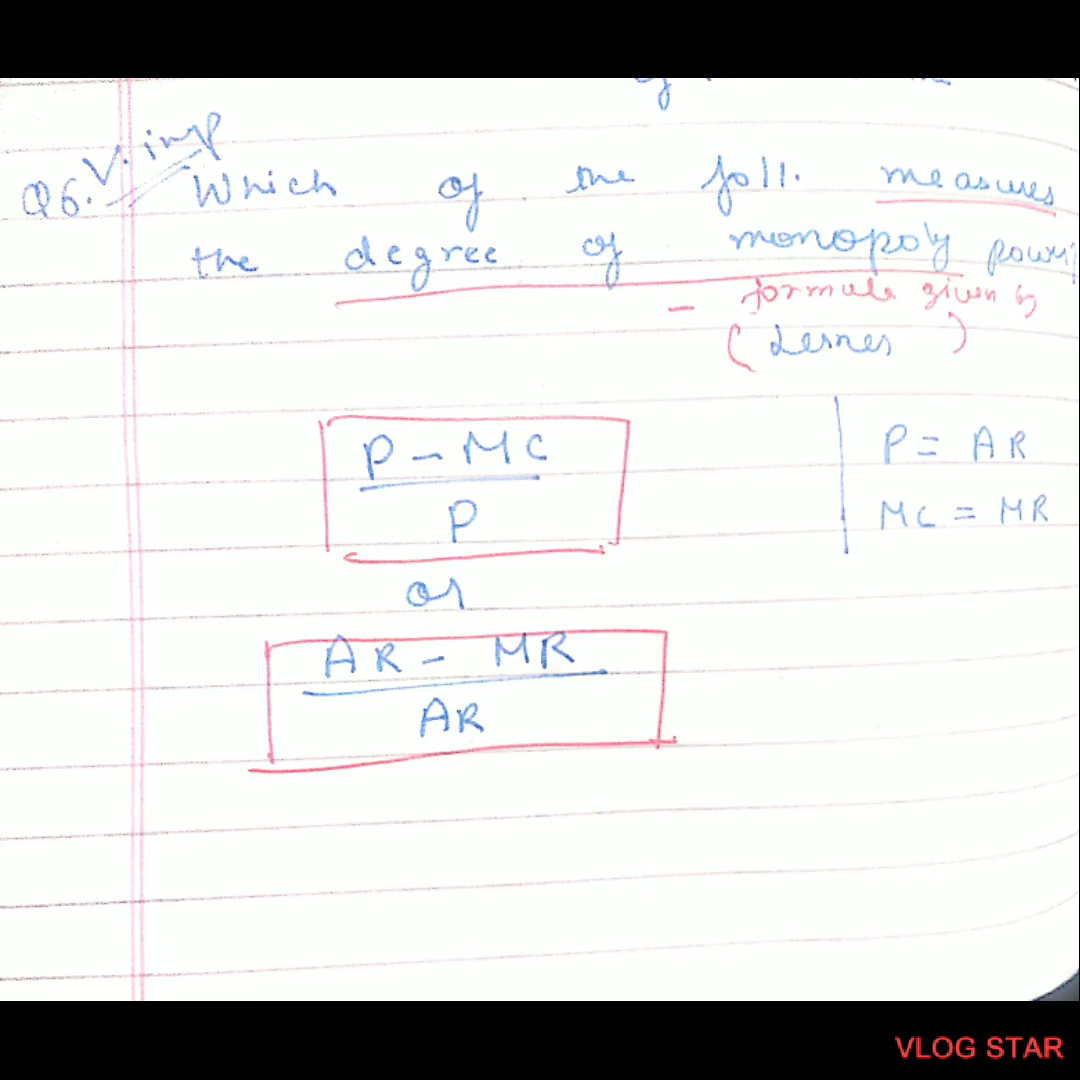 Q6. V. imp
Which of the foll. measures
the degree of monopoly power
- formula given by
(Lerner)
P - MC
P
P = AR
MC = MR
or
AR - MR
AR
VLOG STAR